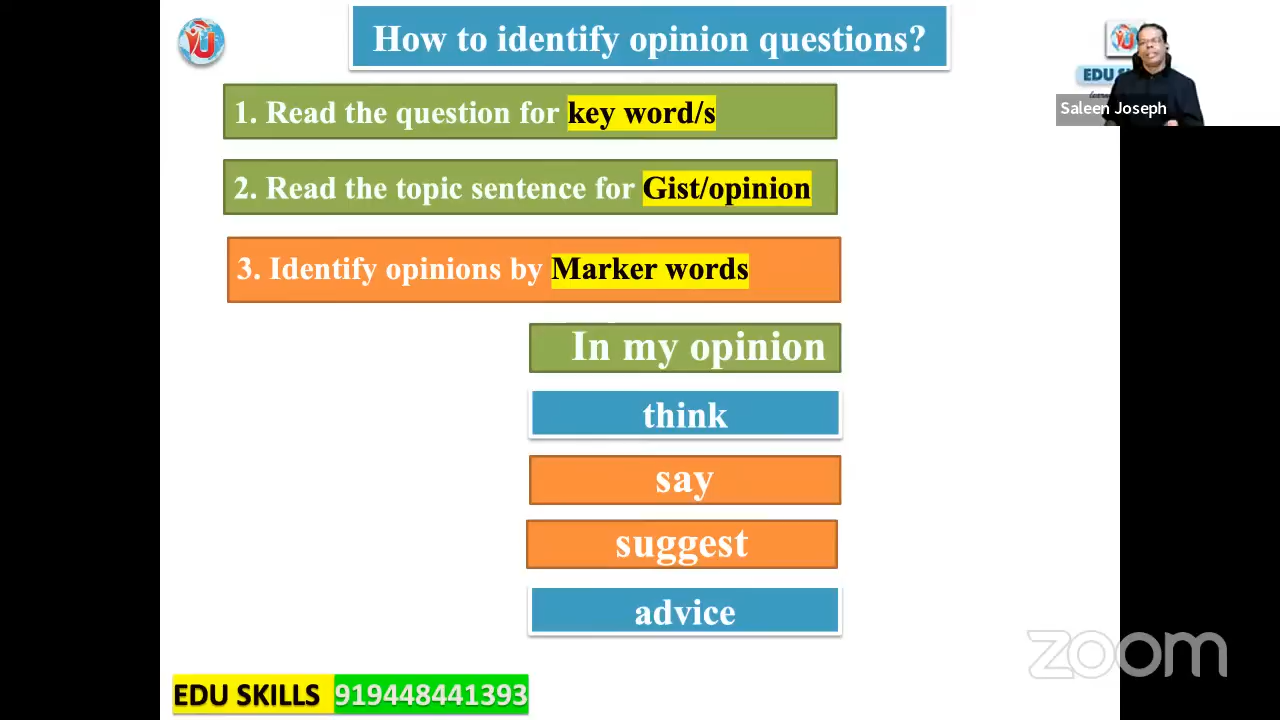 How to identify opinion questions?
EDU S
Saleen Joseph
1. Read the question for key word/s
2. Read the topic sentence for Gist/opinion
3. Identify opinions by Marker words
In my opinion
think
say
suggest
advice
zoom
EDU SKILLS 919448441393